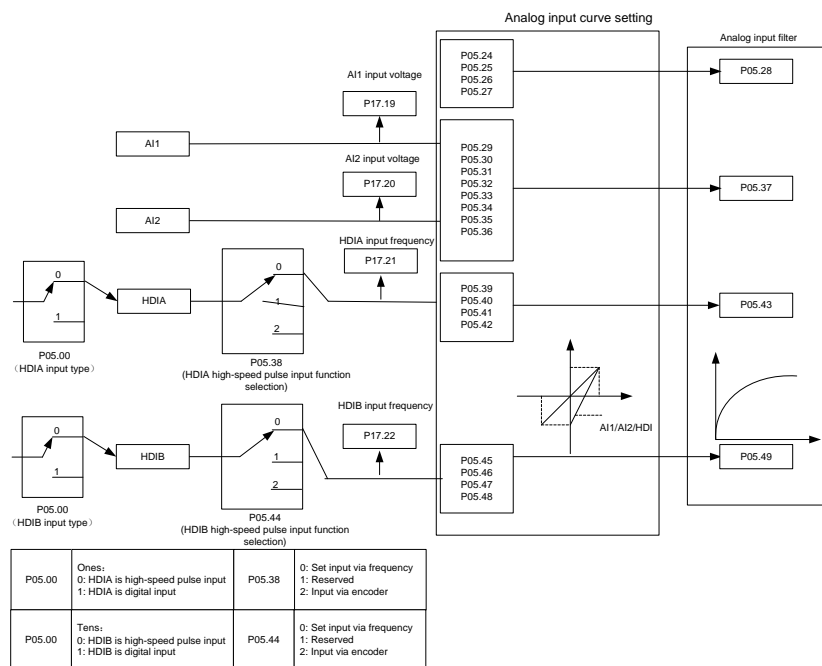 Analog input curve setting
Analog input filter
P05.24
P05.25
P05.26
P05.27
P05.28
AI1 input voltage
P17.19
AI1
AI2 input voltage
P17.20
AI2
P05.29
P05.30
P05.31
P05.32
P05.33
P05.34
P05.35
P05.36
P05.37
HDIA input frequency
P17.21
0
1
HDIA
0
1
2
P05.39
P05.40
P05.41
P05.42
P05.43
P05.00
（HDIA input type）
P05.38
(HDIA high-speed pulse input function
selection)
AI1/AI2/HDI
HDIB input frequency
P17.22
0
1
HDIB
0
1
2
P05.45
P05.46
P05.47
P05.48
P05.49
P05.00
（HDIB input type）
P05.44
(HDIB high-speed pulse input function
selection)
P05.00
Ones：
0: HDIA is high-speed pulse input
1: HDIA is digital input
P05.38
0: Set input via frequency
1: Reserved
2: Input via encoder
P05.00
Tens：
0: HDIB is high-speed pulse input
1: HDIB is digital input
P05.44
0: Set input via frequency
1: Reserved
2: Input via encoder